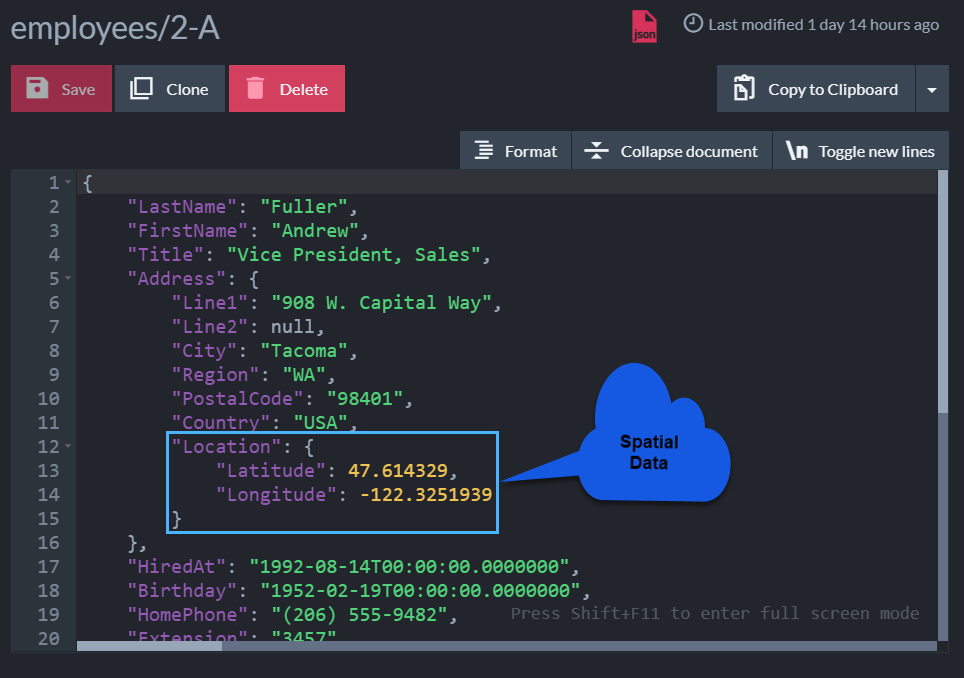 employees/2-A
json
Last modified 1 day 14 hours ago
Save
Clone
Delete
Copy to Clipboard
Format
Collapse document
\n Toggle new lines
1 {
2 "LastName": "Fuller",
3 "FirstName": "Andrew",
4 "Title": "Vice President, Sales",
5 "Address": {
6 "Line1": "908 W. Capital Way",
7 "Line2": null,
8 "City": "Tacoma",
9 "Region": "WA",
10 "PostalCode": "98401",
11 "Country": "USA",
12 "Location": {
13 "Latitude": 47.614329,
14 "Longitude": -122.3251939
15 }
16 },
17 "HiredAt": "1992-08-14T00:00:00.0000000",
18 "Birthday": "1952-02-19T00:00:00.0000000",
19 "HomePhone": "(206) 555-9482",
20 "Extension": "3457"
Spatial
Data
Press Shift+F11 to enter full screen mode